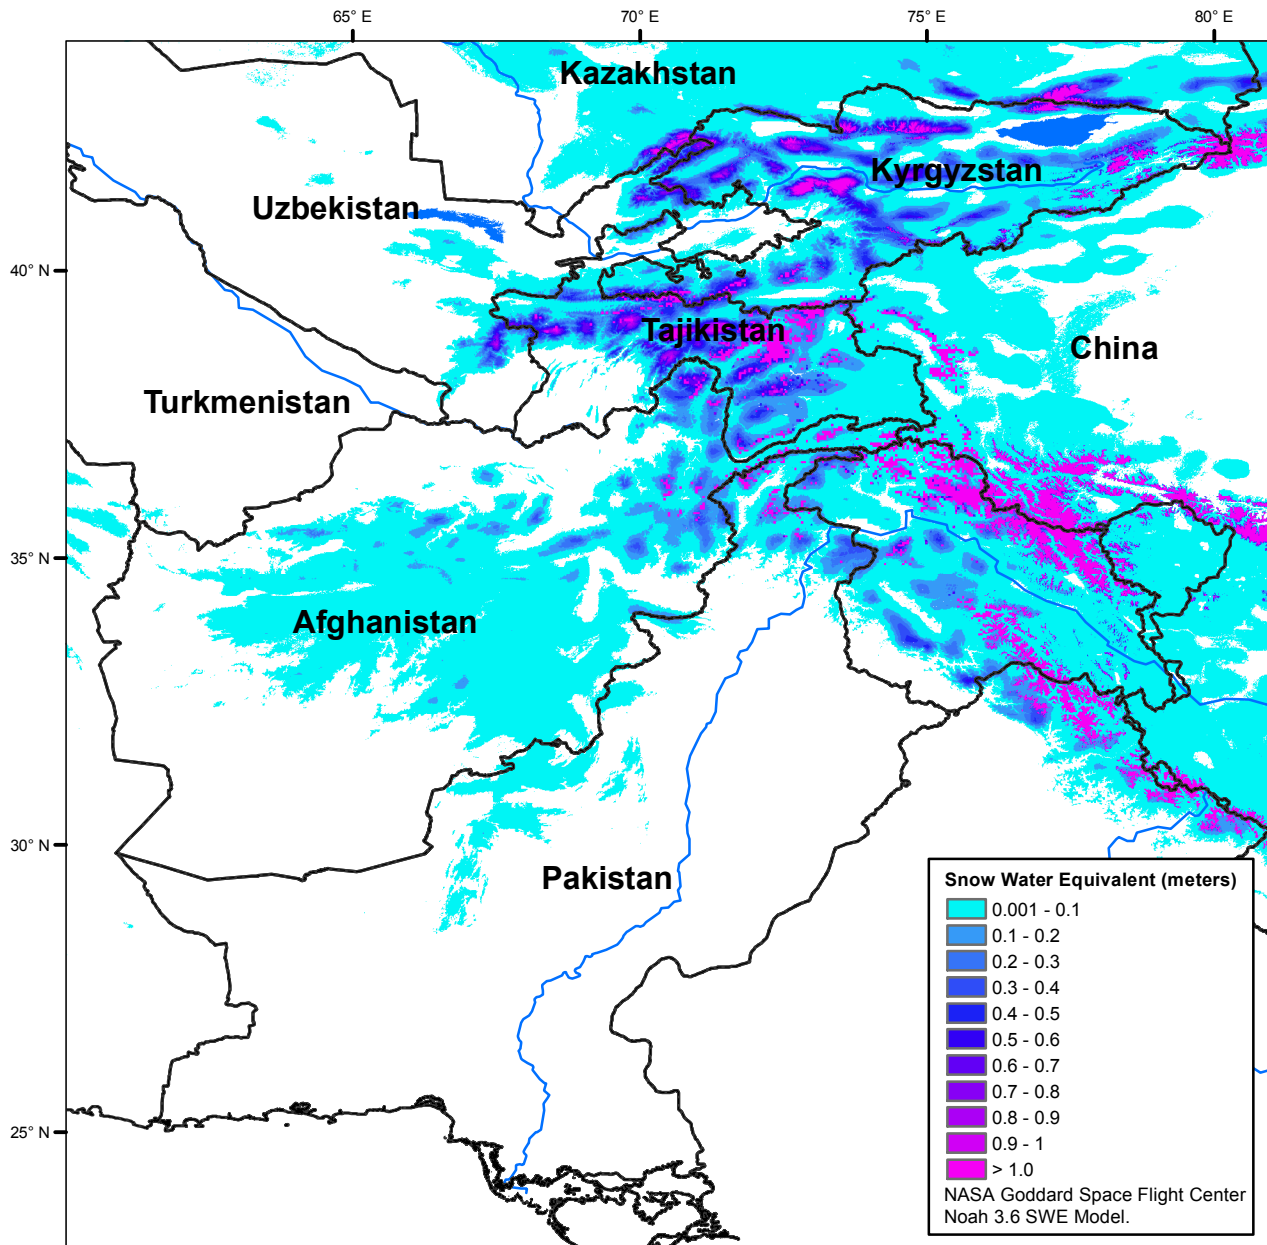 65° E
70° E
75° E
80° E
Kazakhstan
Kyrgyzstan
Uzbekistan
40° N
Tajikistan
China
Turkmenistan
35° N
Afghanistan
30° N
Pakistan
25° N
Snow Water Equivalent (meters)
0.001 - 0.1
0.1 - 0.2
0.2 - 0.3
0.3 - 0.4
0.4 - 0.5
0.5 - 0.6
0.6 - 0.7
0.7 - 0.8
0.8 - 0.9
0.9 - 1
> 1.0
NASA Goddard Space Flight Center
Noah 3.6 SWE Model.